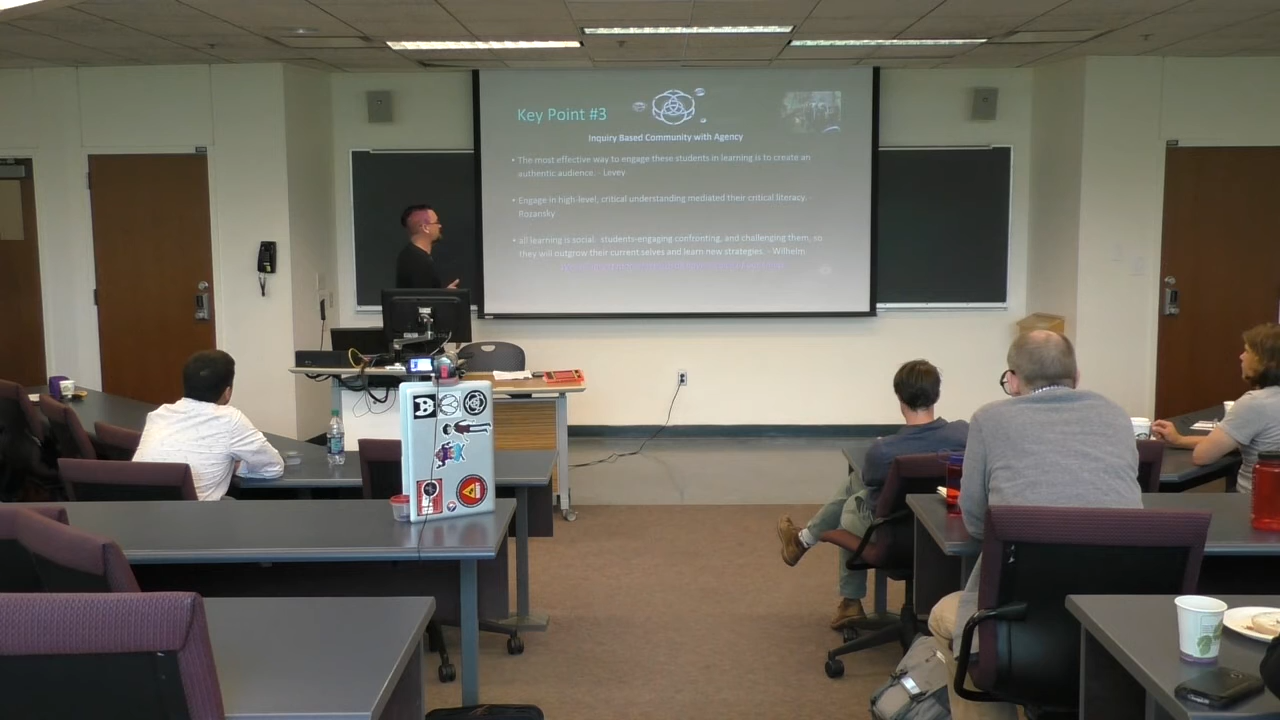 Key Point #3
Inquiry Based Community with Agency
• The most effective way to engage these students in learning is to create an
authentic audience. - Levey
• Engage in high-level, critical understanding mediated their critical literacy.
Rozansky
• all learning is social. students-engaging confronting, and challenging them, so
they will outgrow their current selves and learn new strategies. - Wilhelm